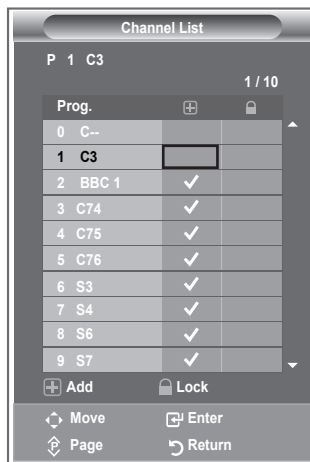 Channel List
P 1 C3
1 / 10
Prog.
0 C--
1 C3
2 BBC 1
3 C74
4 C75
5 C76
6 S3
7 S4
8 S6
9 S7
Add Lock
Move Enter
P Page Return